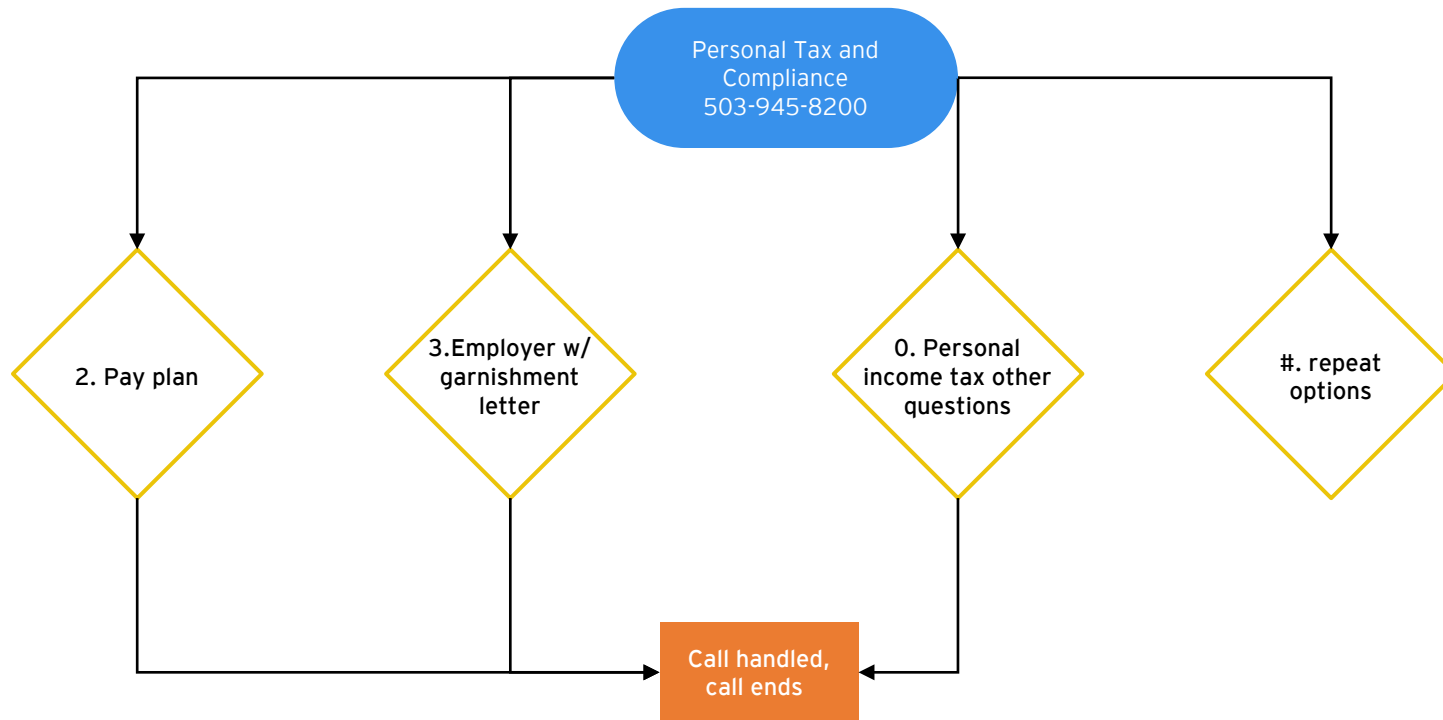 Personal Tax and
Compliance
503-945-8200
2. Pay plan
3.Employer w/
garnishment
letter
0. Personal
income tax other
questions
#. repeat
options
Call handled,
call ends